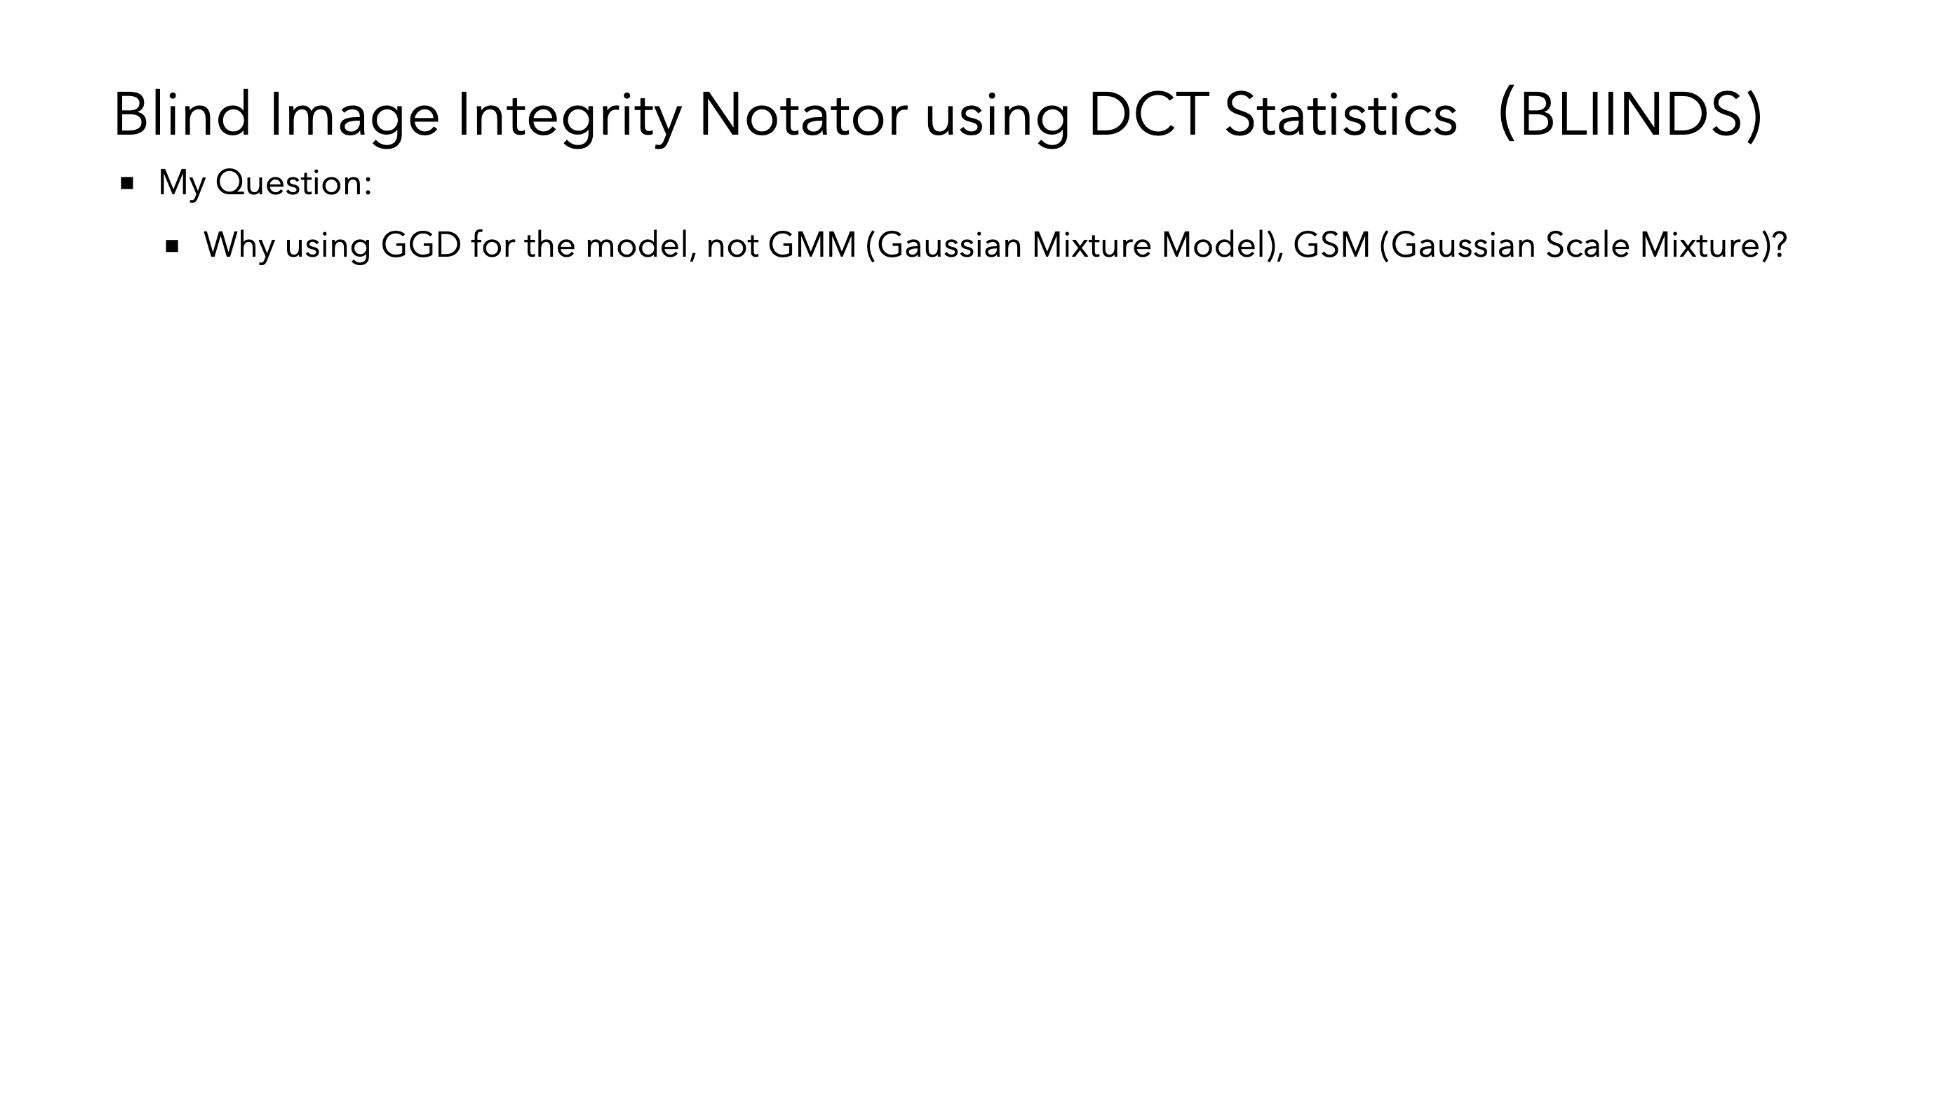 Blind Image Integrity Notator using DCT Statistics（BLIINDS)
▪ My Question:
▪ Why using GGD for the model, not GMM (Gaussian Mixture Model), GSM (Gaussian Scale Mixture)?